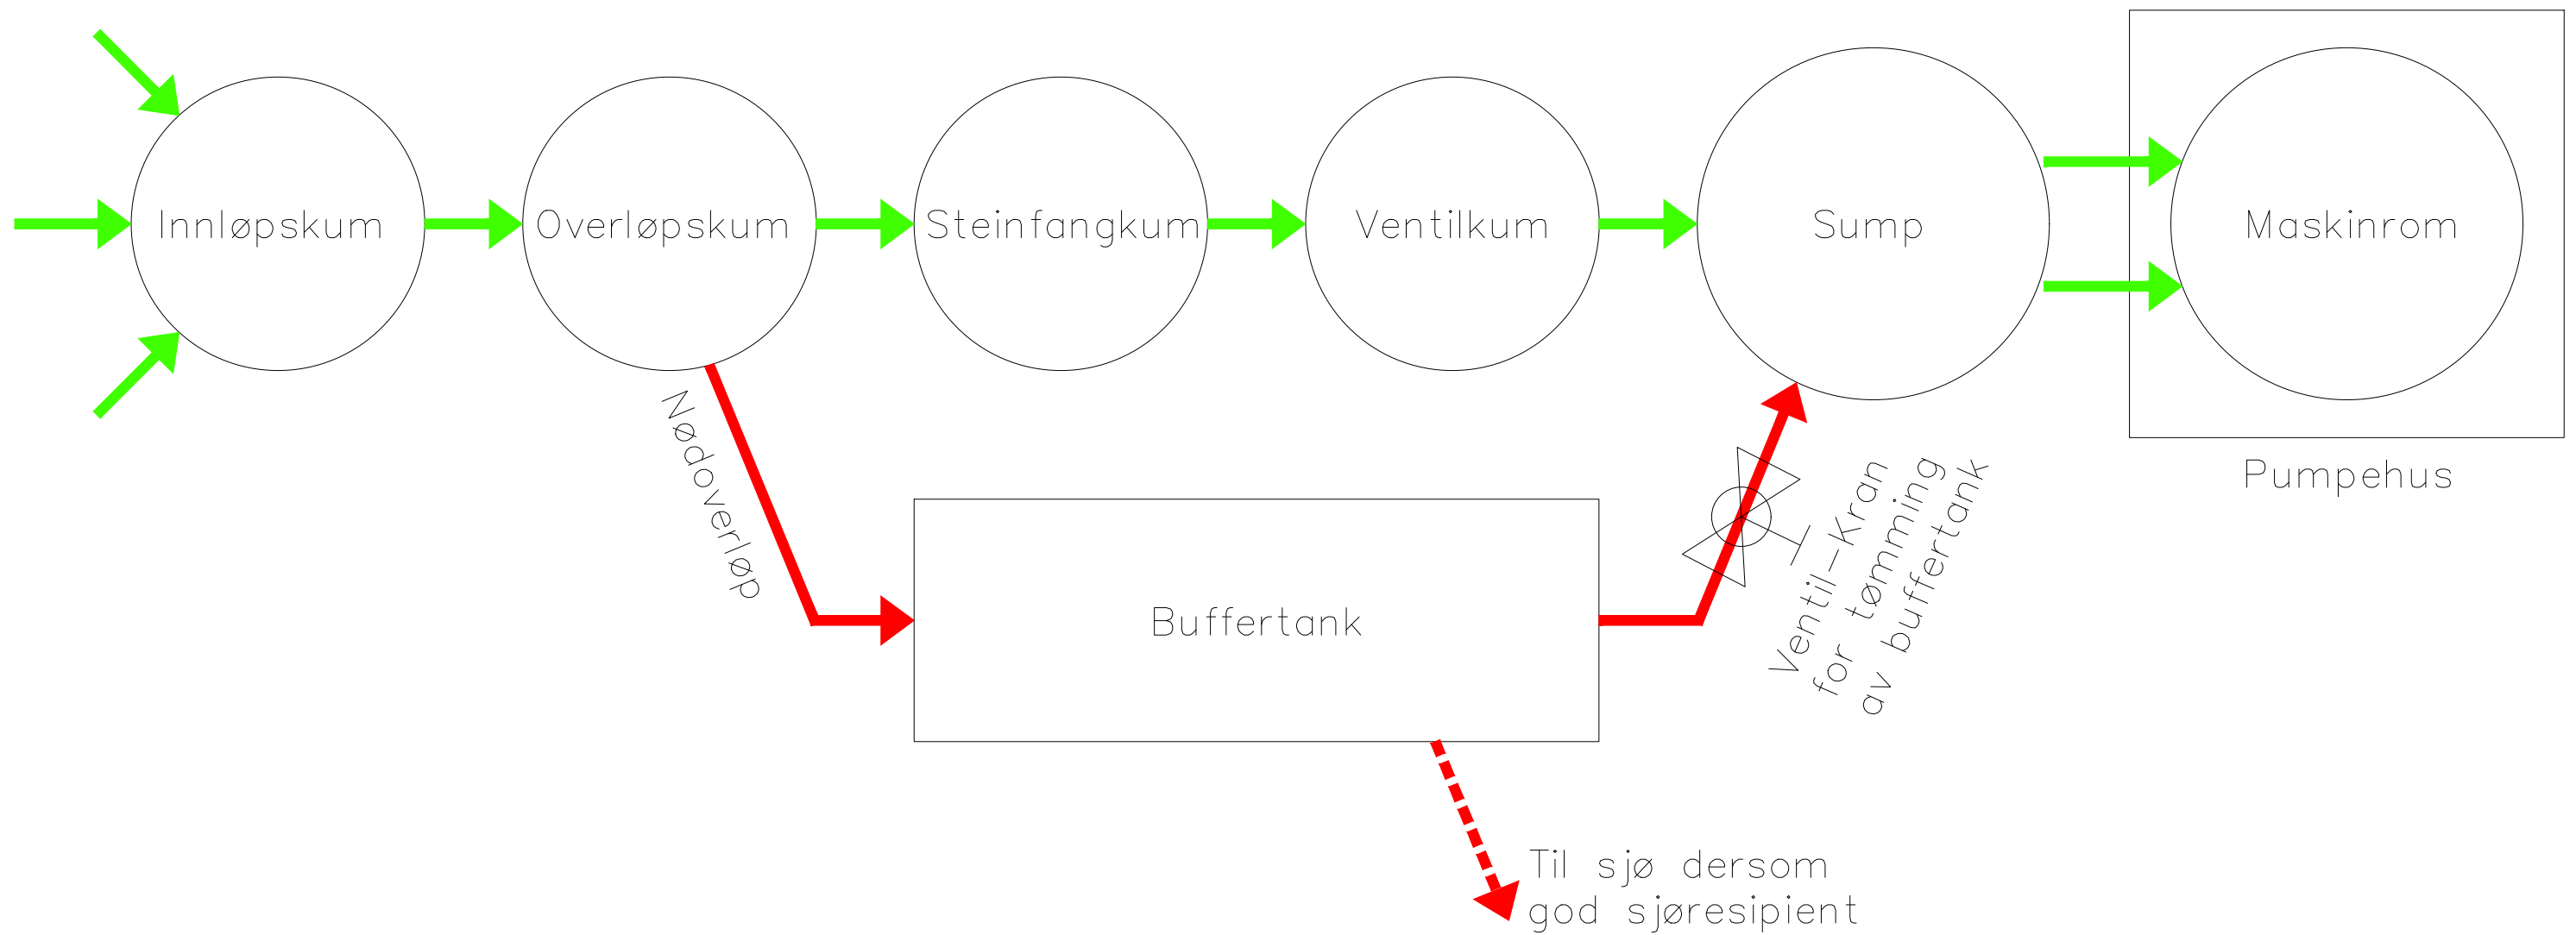 Innløpskum
Overløpskum
Steinfangkum
Ventilkum
Sump
Maskinrom
Pumpehus
Nødoverløp
Buffertank
Ventil-Kran
for tømming
av buffertank
Til sjø dersom
god sjøresipient